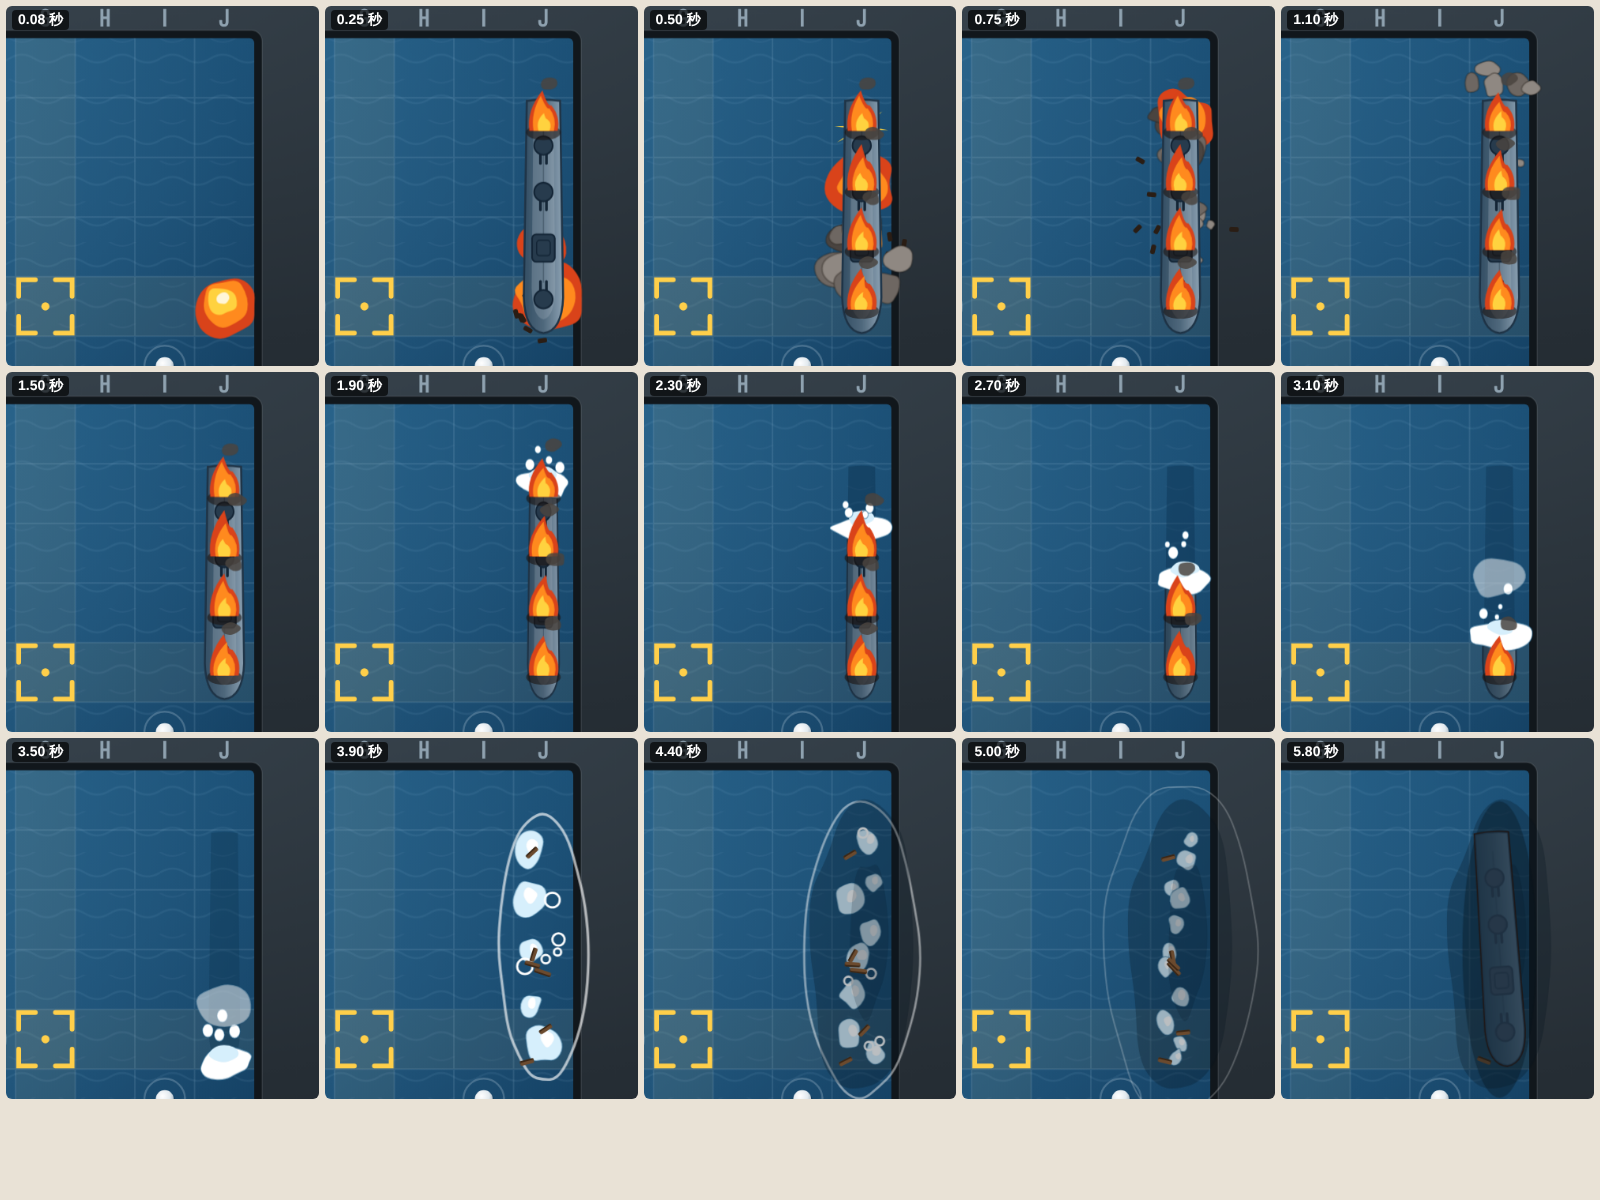 0.08 秒 H I J
0.25 秒 H I J
0.50 秒 H I J
0.75 秒 H I J
1.10 秒 H I J
1.50 秒 H I J
1.90 秒 H I J
2.30 秒 H I J
2.70 秒 H I J
3.10 秒 H I J
3.50 秒 H I J
3.90 秒 H I J
4.40 秒 H I J
5.00 秒 H I J
5.80 秒 H I J